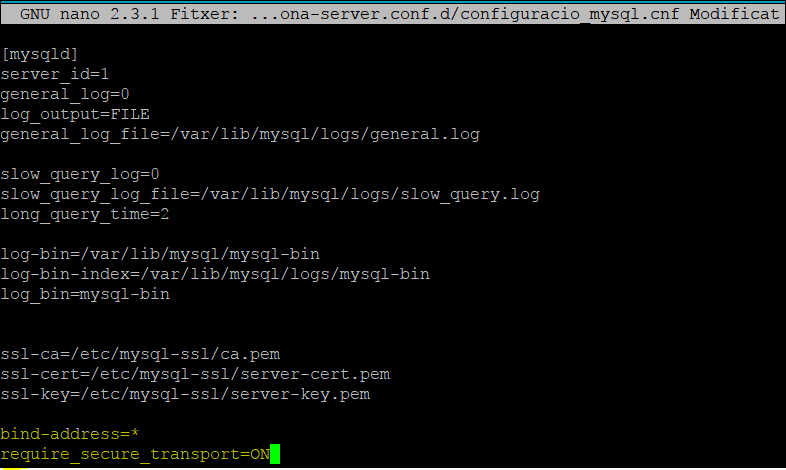 GNU nano 2.3.1 Fitxer: ...ona-server.conf.d/configuracio_mysql.cnf Modificat
[mysqld]
server_id=1
general_log=0
log_output=FILE
general_log_file=/var/lib/mysql/logs/general.log
slow_query_log=0
slow_query_log_file=/var/lib/mysql/logs/slow_query.log
long_query_time=2
log-bin=/var/lib/mysql/mysql-bin
log-bin-index=/var/lib/mysql/logs/mysql-bin
log_bin=mysql-bin
ssl-ca=/etc/mysql-ssl/ca.pem
ssl-cert=/etc/mysql-ssl/server-cert.pem
ssl-key=/etc/mysql-ssl/server-key.pem
bind-address=*
require_secure_transport=ON